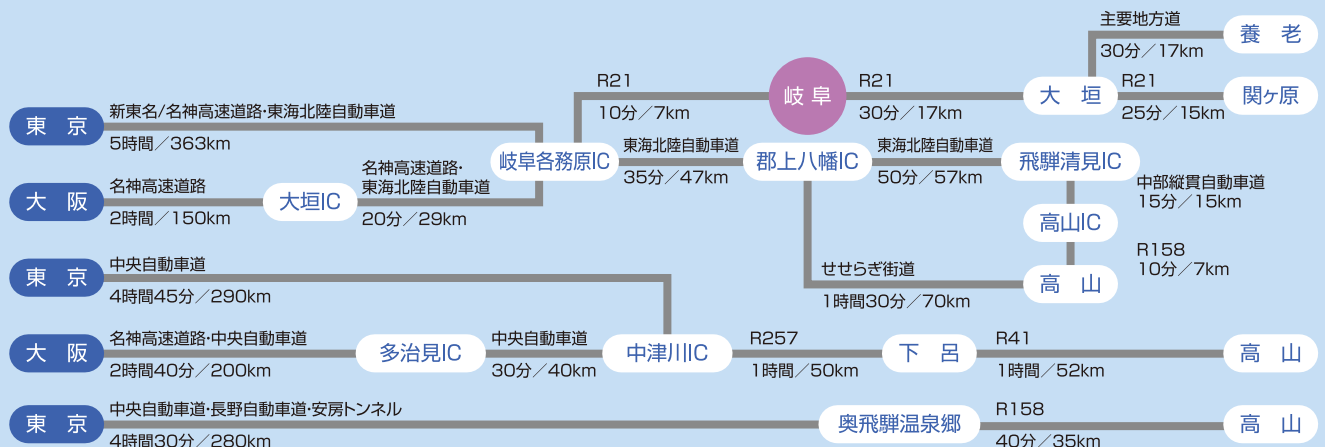 主要地方道
30分／17km
養 老
R21
10分／7km
岐 阜
R21
30分／17km
大 垣
R21
25分／15km
関ヶ原
東 京
新東名/名神高速道路・東海北陸自動車道
5時間／363km
岐阜各務原IC
東海北陸自動車道
35分／47km
郡上八幡IC
東海北陸自動車道
50分／57km
飛騨清見IC
大 阪
名神高速道路
2時間／150km
大垣IC
名神高速道路・
東海北陸自動車道
20分／29km
中部縦貫自動車道
15分／15km
高山IC
R158
10分／7km
東 京
中央自動車道
4時間45分／290km
せせらぎ街道
1時間30分／70km
高 山
大 阪
名神高速道路・中央自動車道
2時間40分／200km
多治見IC
中央自動車道
30分／40km
中津川IC
R257
1時間／50km
下 呂
R41
1時間／52km
高 山
東 京
中央自動車道・長野自動車道・安房トンネル
4時間30分／280km
奥飛騨温泉郷
R158
40分／35km
高 山